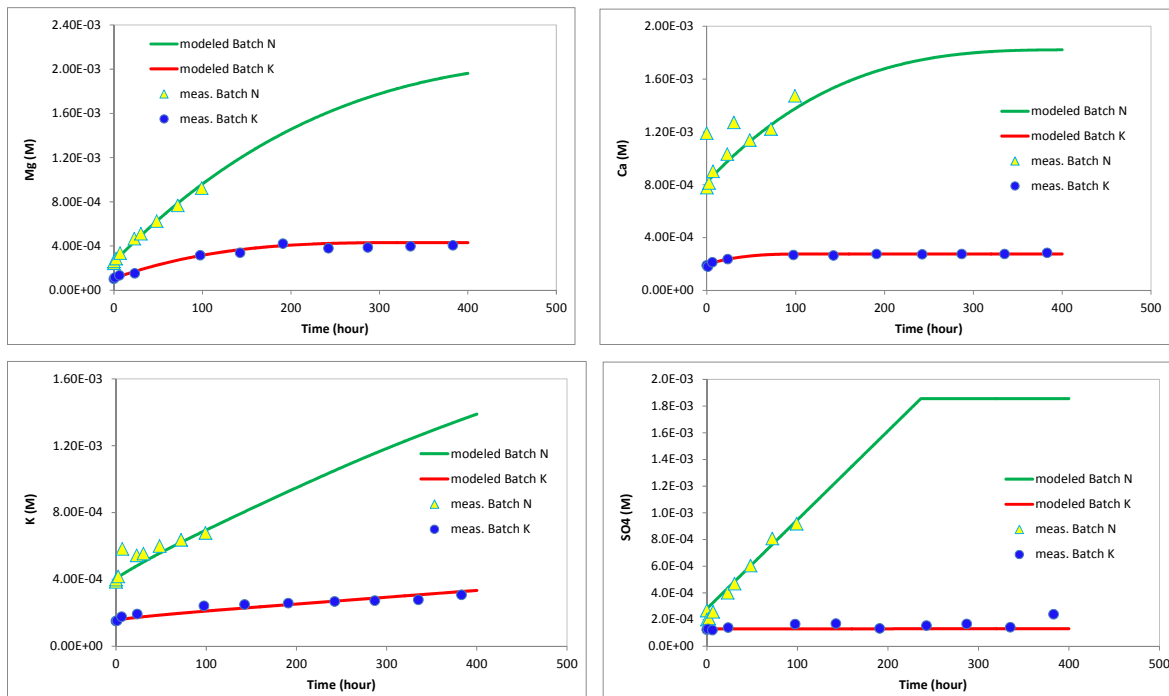 2.40E-03
2.00E-03
1.60E-03
1.20E-03
8.00E-04
4.00E-04
0.00E+00
Mg (M)
modeled Batch N
modeled Batch K
meas. Batch N
meas. Batch K
0 100 200 300 400 500
Time (hour)
2.00E-03
1.60E-03
1.20E-03
8.00E-04
4.00E-04
0.00E+00
Ca (M)
modeled Batch N
modeled Batch K
meas. Batch N
meas. Batch K
0 100 200 300 400 500
Time (hour)
1.60E-03
1.20E-03
8.00E-04
4.00E-04
0.00E+00
K (M)
modeled Batch N
modeled Batch K
meas. Batch N
meas. Batch K
0 100 200 300 400 500
Time (hour)
2.0E-03
1.8E-03
1.6E-03
1.4E-03
1.2E-03
1.0E-03
8.0E-04
6.0E-04
4.0E-04
2.0E-04
0.0E+00
SO4 (M)
modeled Batch N
modeled Batch K
meas. Batch N
meas. Batch K
0 100 200 300 400 500
Time (hour)